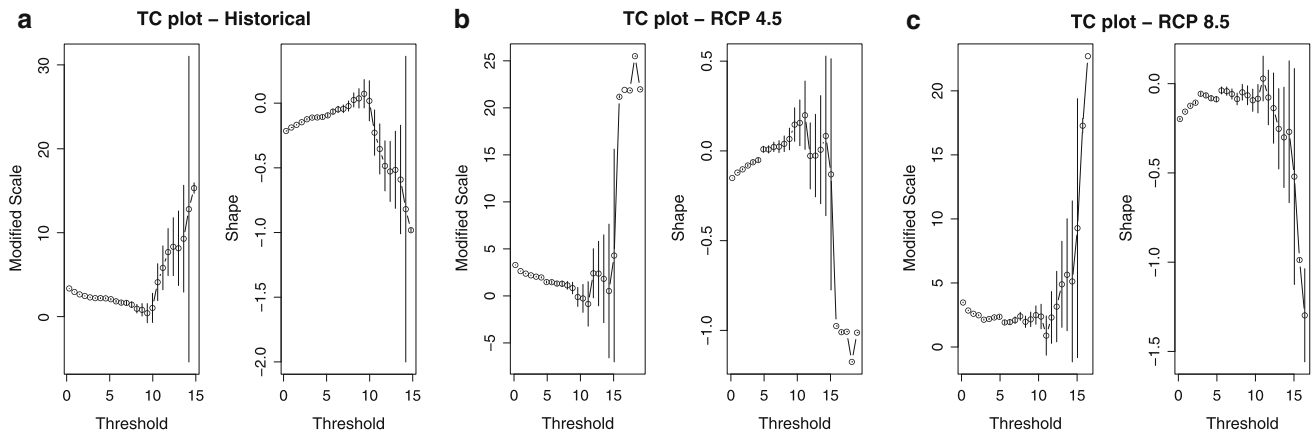 a TC plot – Historical
Modified Scale
30
20
10
0
0 5 10 15
Threshold
Shape
0.0
−0.5
−1.0
−1.5
−2.0
0 5 10 15
Threshold
b TC plot – RCP 4.5
Modified Scale
25
20
15
10
5
0
−5
0 5 10 15
Threshold
Shape
0.5
0.0
−0.5
−1.0
0 5 10 15
Threshold
c TC plot – RCP 8.5
Modified Scale
20
15
10
5
0
0 5 10 15
Threshold
Shape
0.0
−0.5
−1.0
−1.5
0 5 10 15
Threshold